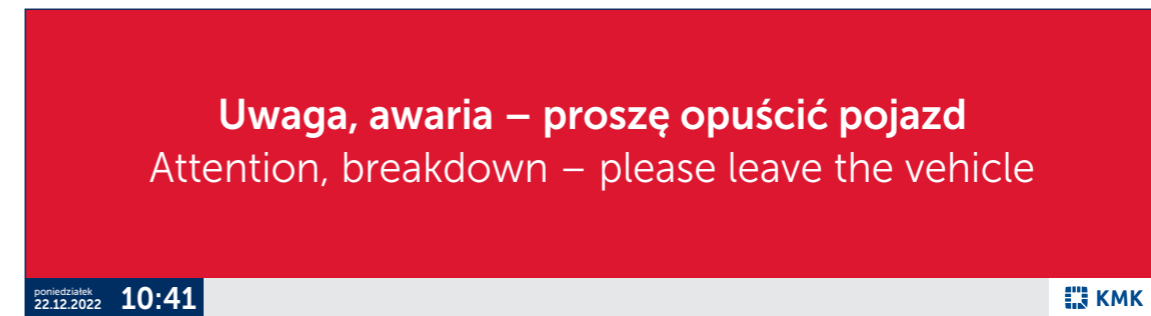 Uwaga, awaria – proszę opuścić pojazd
Attention, breakdown – please leave the vehicle
poniedziałek
22.12.2022
10:41
KMK